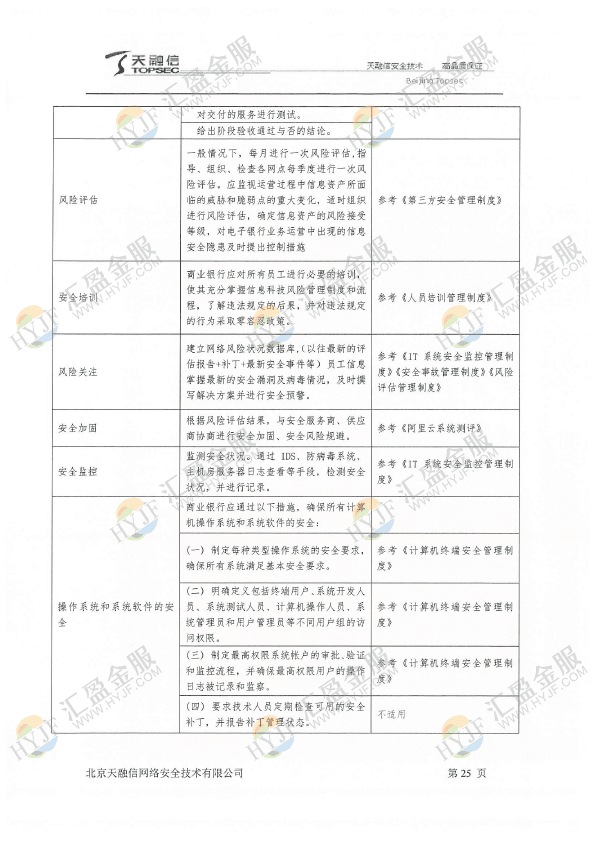 天融信
TOPSEC
天融信安全技术 高品质保证
Beijing Topsec
对交付的服务进行测试。
给出阶段验收通过与否的结论。
风险评估
一般情况下，每月进行一次风险评估，指
导、组织、检查各网点每季度进行一次风
险评估，应监视运营过程中信息资产所面
临的威胁和脆弱点的重大变化，适时组织
进行风险评估，确定信息资产的风险接受
等级，对电子银行业务运营中出现的信息
安全隐患及时提出控制措施
参考《第三方安全管理制度》
安全培训
商业银行应对所有员工进行必要的培训，
使其充分掌握信息科技风险管理制度和流
程，了解违法规定的后果，并对违法规定
的行为采取零容忍政策。
参考《人员培训管理制度》
风险关注
建立网络风险状况数据库，（以往最新的评
估报告+补丁+最新安全事件等）员工信息
掌握最新的安全漏洞及病毒情况，及时撰
写解决方案并进行安全预警。
参考《IT 系统安全监控管理制
度》《安全事故管理制度》《风险
评估管理制度》
安全加固
根据风险评估结果，与安全服务商、供应
商协商进行安全加固、安全风险规避。
参考《阿里云系统测评》
安全监控
监测安全状况。通过 IDS、防病毒系统、
主机房服务器日志查看等手段，检测安全
状况，并进行记录。
参考《IT 系统安全监控管理制
度》
操作系统和系统软件的安
全
商业银行应通过以下措施，确保所有计算
机操作系统和系统软件的安全：
（一）制定每种类型操作系统的安全要求，
确保所有系统满足基本安全要求。
参考《计算机终端安全管理制
度》
（二）明确定义包括终端用户、系统开发人
员、系统测试人员、计算机操作人员、系
统管理员和用户管理员等不同用户组的访
问权限。
参考《计算机终端安全管理制
度》
（三）制定最高权限系统帐户的审批、验证
和监控流程，并确保最高权限用户的操作
日志被记录和监察。
参考《计算机终端安全管理制
度》
（四）要求技术人员定期检查可用的安全
补丁，并报告补丁管理状态。
不适用
北京天融信网络安全技术有限公司
第 25 页
汇盈金服
WWW.HYJF.COM
HYJF